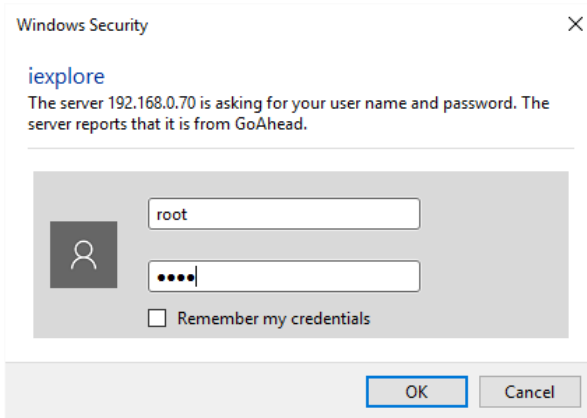 Windows Security
iexplore
The server 192.168.0.70 is asking for your user name and password. The
server reports that it is from GoAhead.
root
••••
Remember my credentials
OK
Cancel